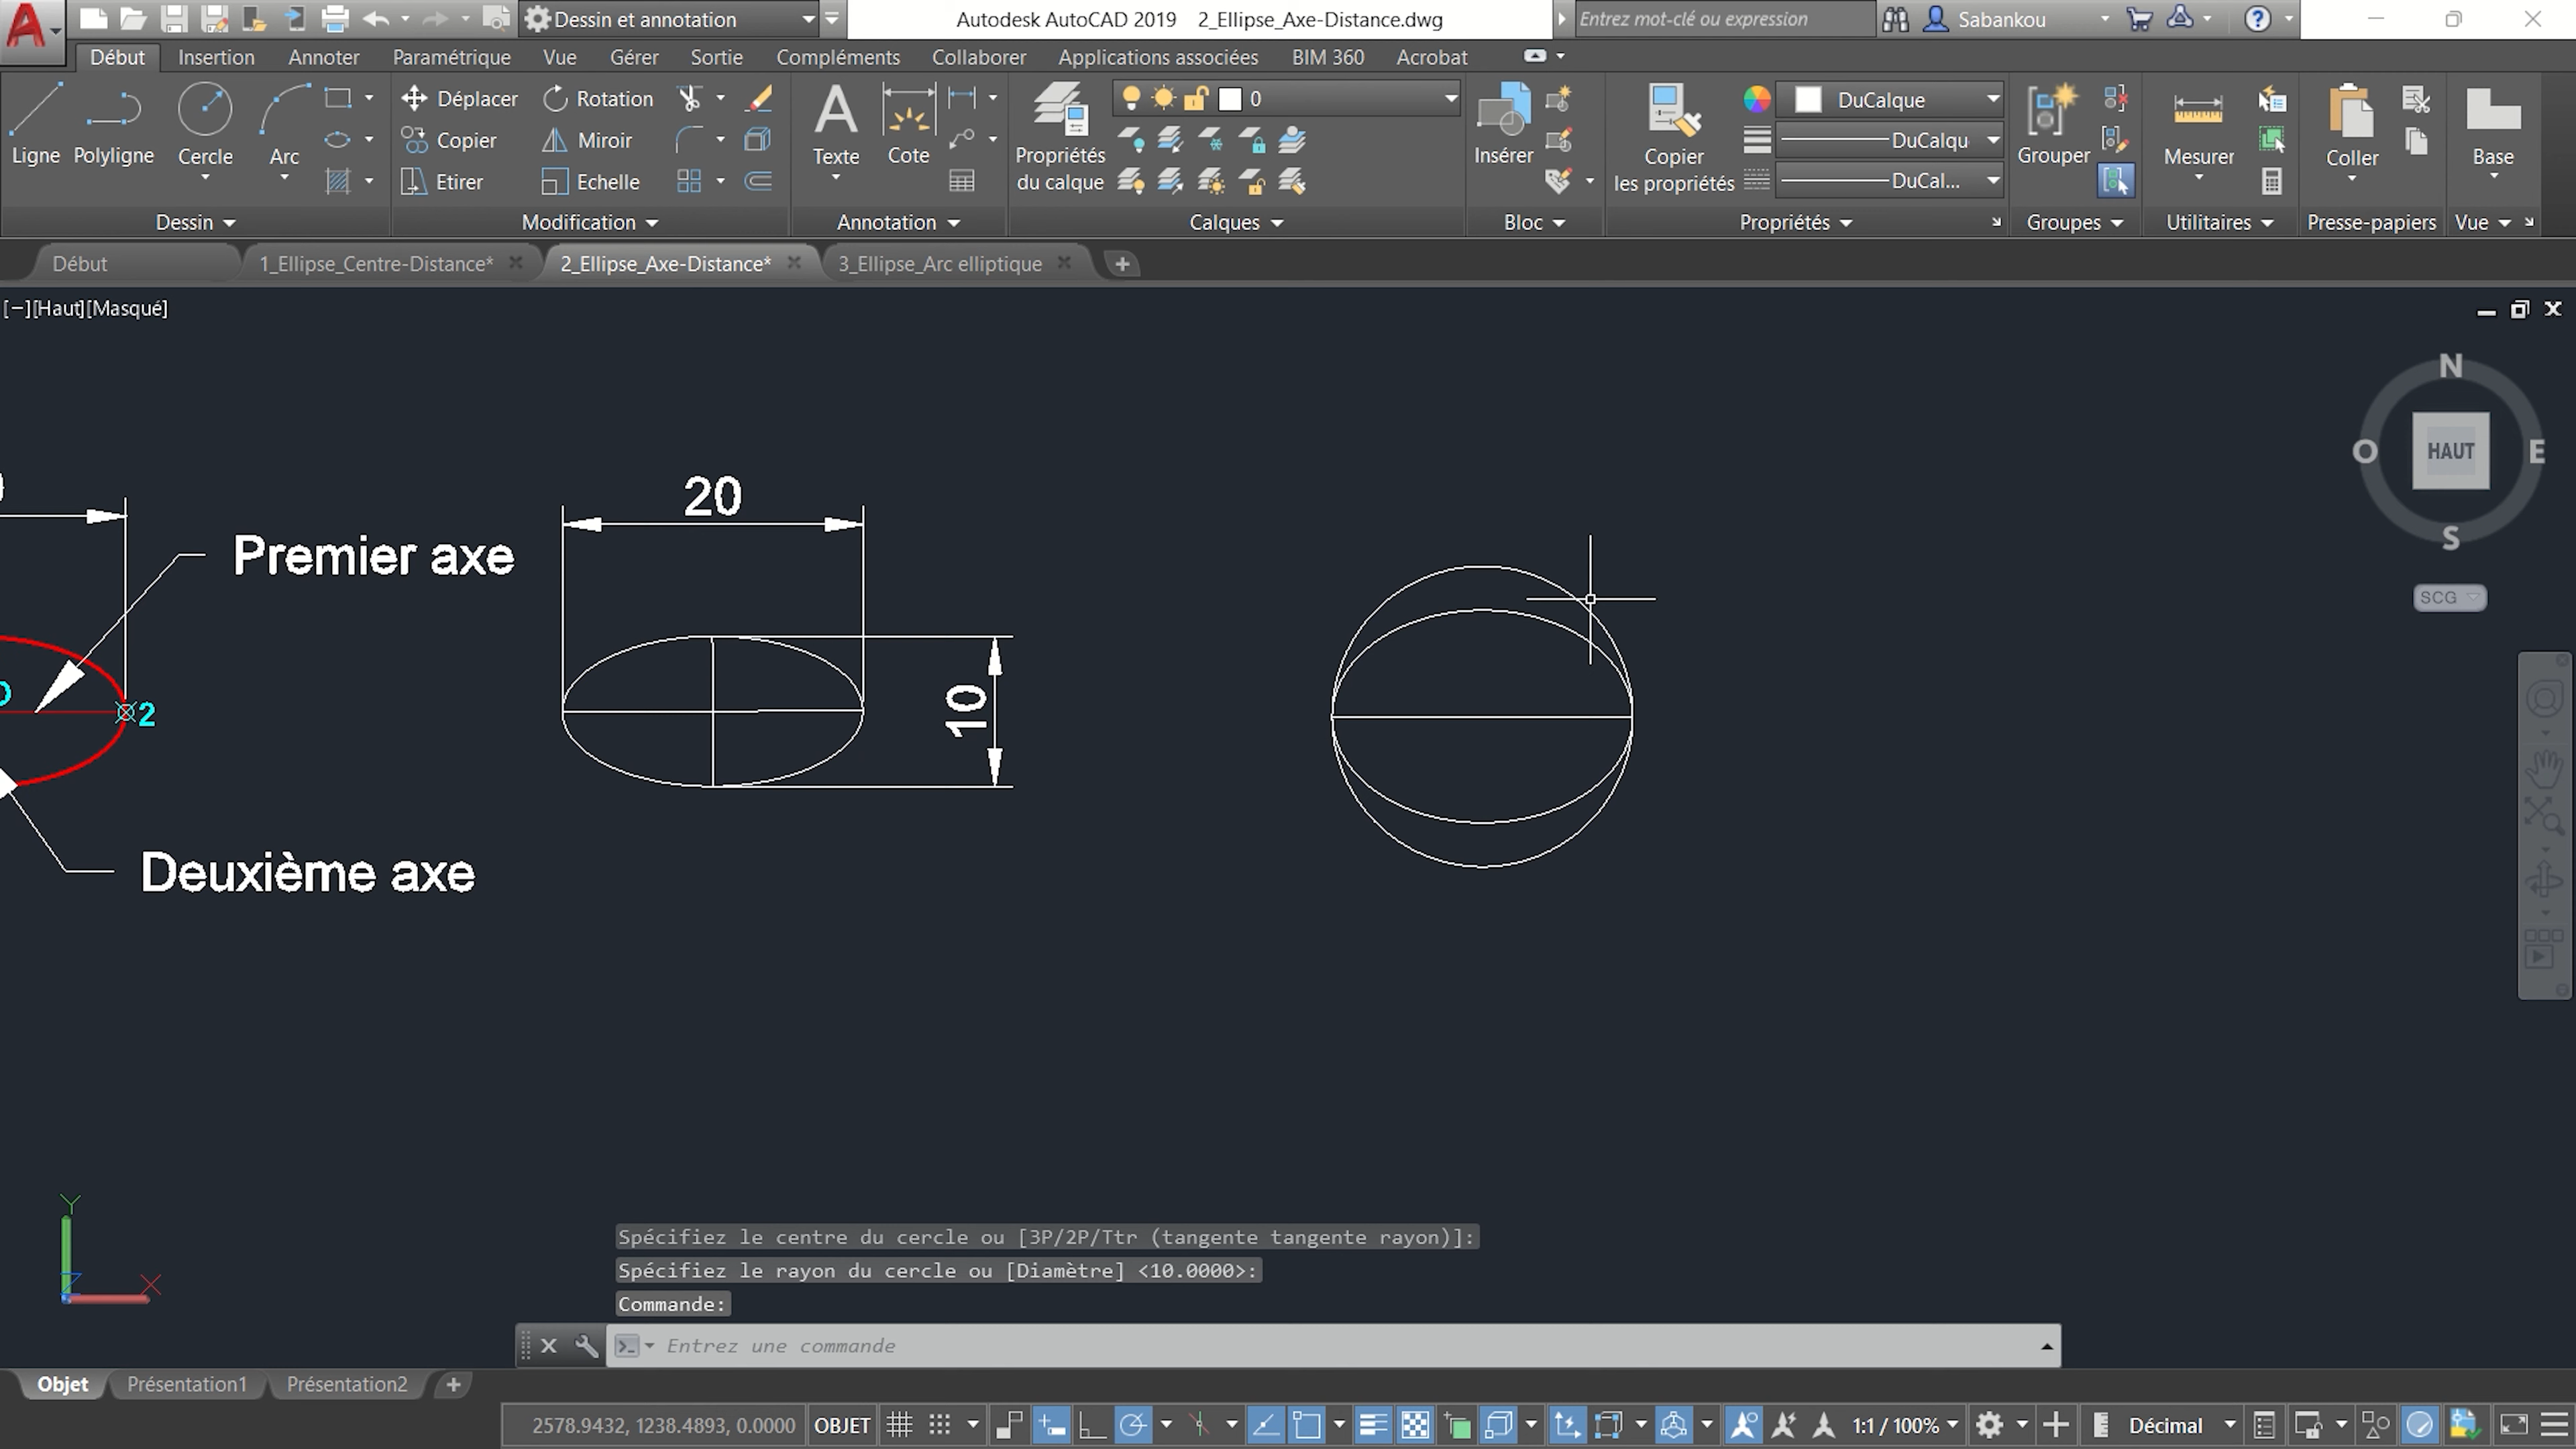 Dessin et annotation
Autodesk AutoCAD 2019 2_Ellipse_Axe-Distance.dwg
Entrez mot-clé ou expression
Sabankou
Début Insertion Annoter Paramétrique Vue Gérer Sortie Compléments Collaborer Applications associées BIM 360 Acrobat
Ligne Polyligne Cercle Arc
Déplacer Rotation
Copier Miroir
Etirer Echelle
Texte Cote
Propriétés
du calque
0
Insérer
Copier
les propriétés
DuCalque
DuCalqu
DuCal...
Grouper
Mesurer
Coller
Base
Dessin Modification Annotation Calques Bloc Propriétés Groupes Utilitaires Presse-papiers Vue
Début 1_Ellipse_Centre-Distance* 2_Ellipse_Axe-Distance* 3_Ellipse_Arc elliptique
[−][Haut][Masqué]
N
O HAUT E
S
SCG
20
Premier axe
10
2
Deuxième axe
Y
Z X
Spécifiez le centre du cercle ou [3P/2P/Ttr (tangente tangente rayon)]:
Spécifiez le rayon du cercle ou [Diamètre] <10.0000>:
Commande:
Entrez une commande
Objet Présentation1 Présentation2
2578.9432, 1238.4893, 0.0000 OBJET 1:1 / 100% Décimal